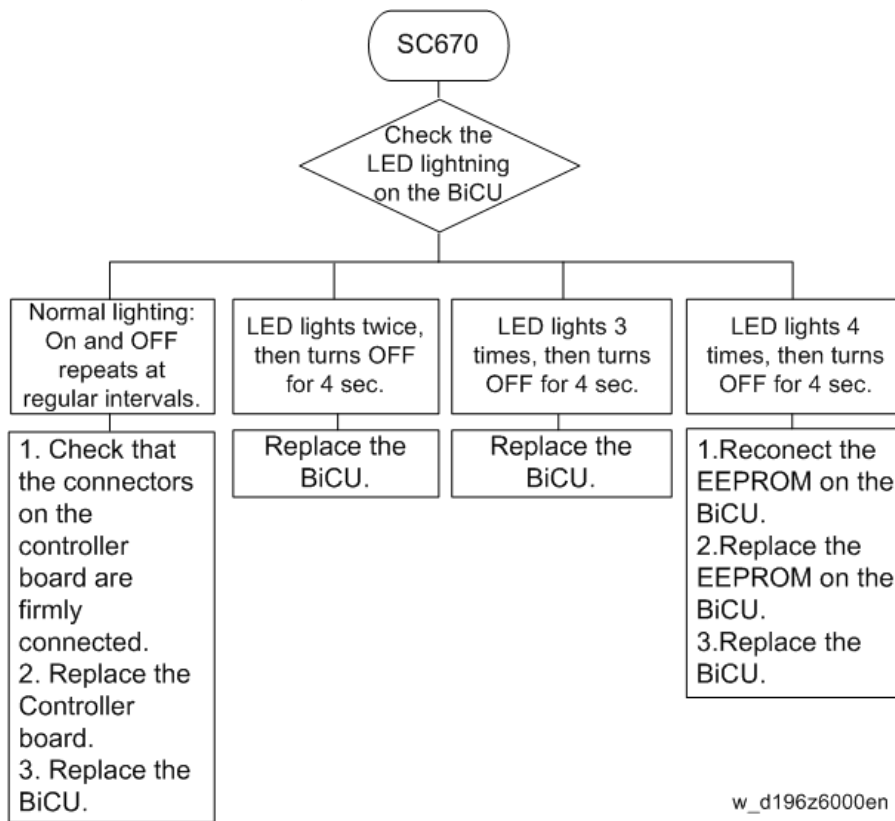 SC670
Check the
LED lightning
on the BiCU
Normal lighting:
On and OFF
repeats at
regular intervals.
LED lights twice,
then turns OFF
for 4 sec.
LED lights 3
times, then turns
OFF for 4 sec.
LED lights 4
times, then turns
OFF for 4 sec.
1. Check that
the connectors
on the
controller
board are
firmly
connected.
2. Replace the
Controller
board.
3. Replace the
BiCU.
Replace the
BiCU.
Replace the
BiCU.
1.Reconect the
EEPROM on the
BiCU.
2.Replace the
EEPROM on the
BiCU.
3.Replace the
BiCU.
w_d196z6000en